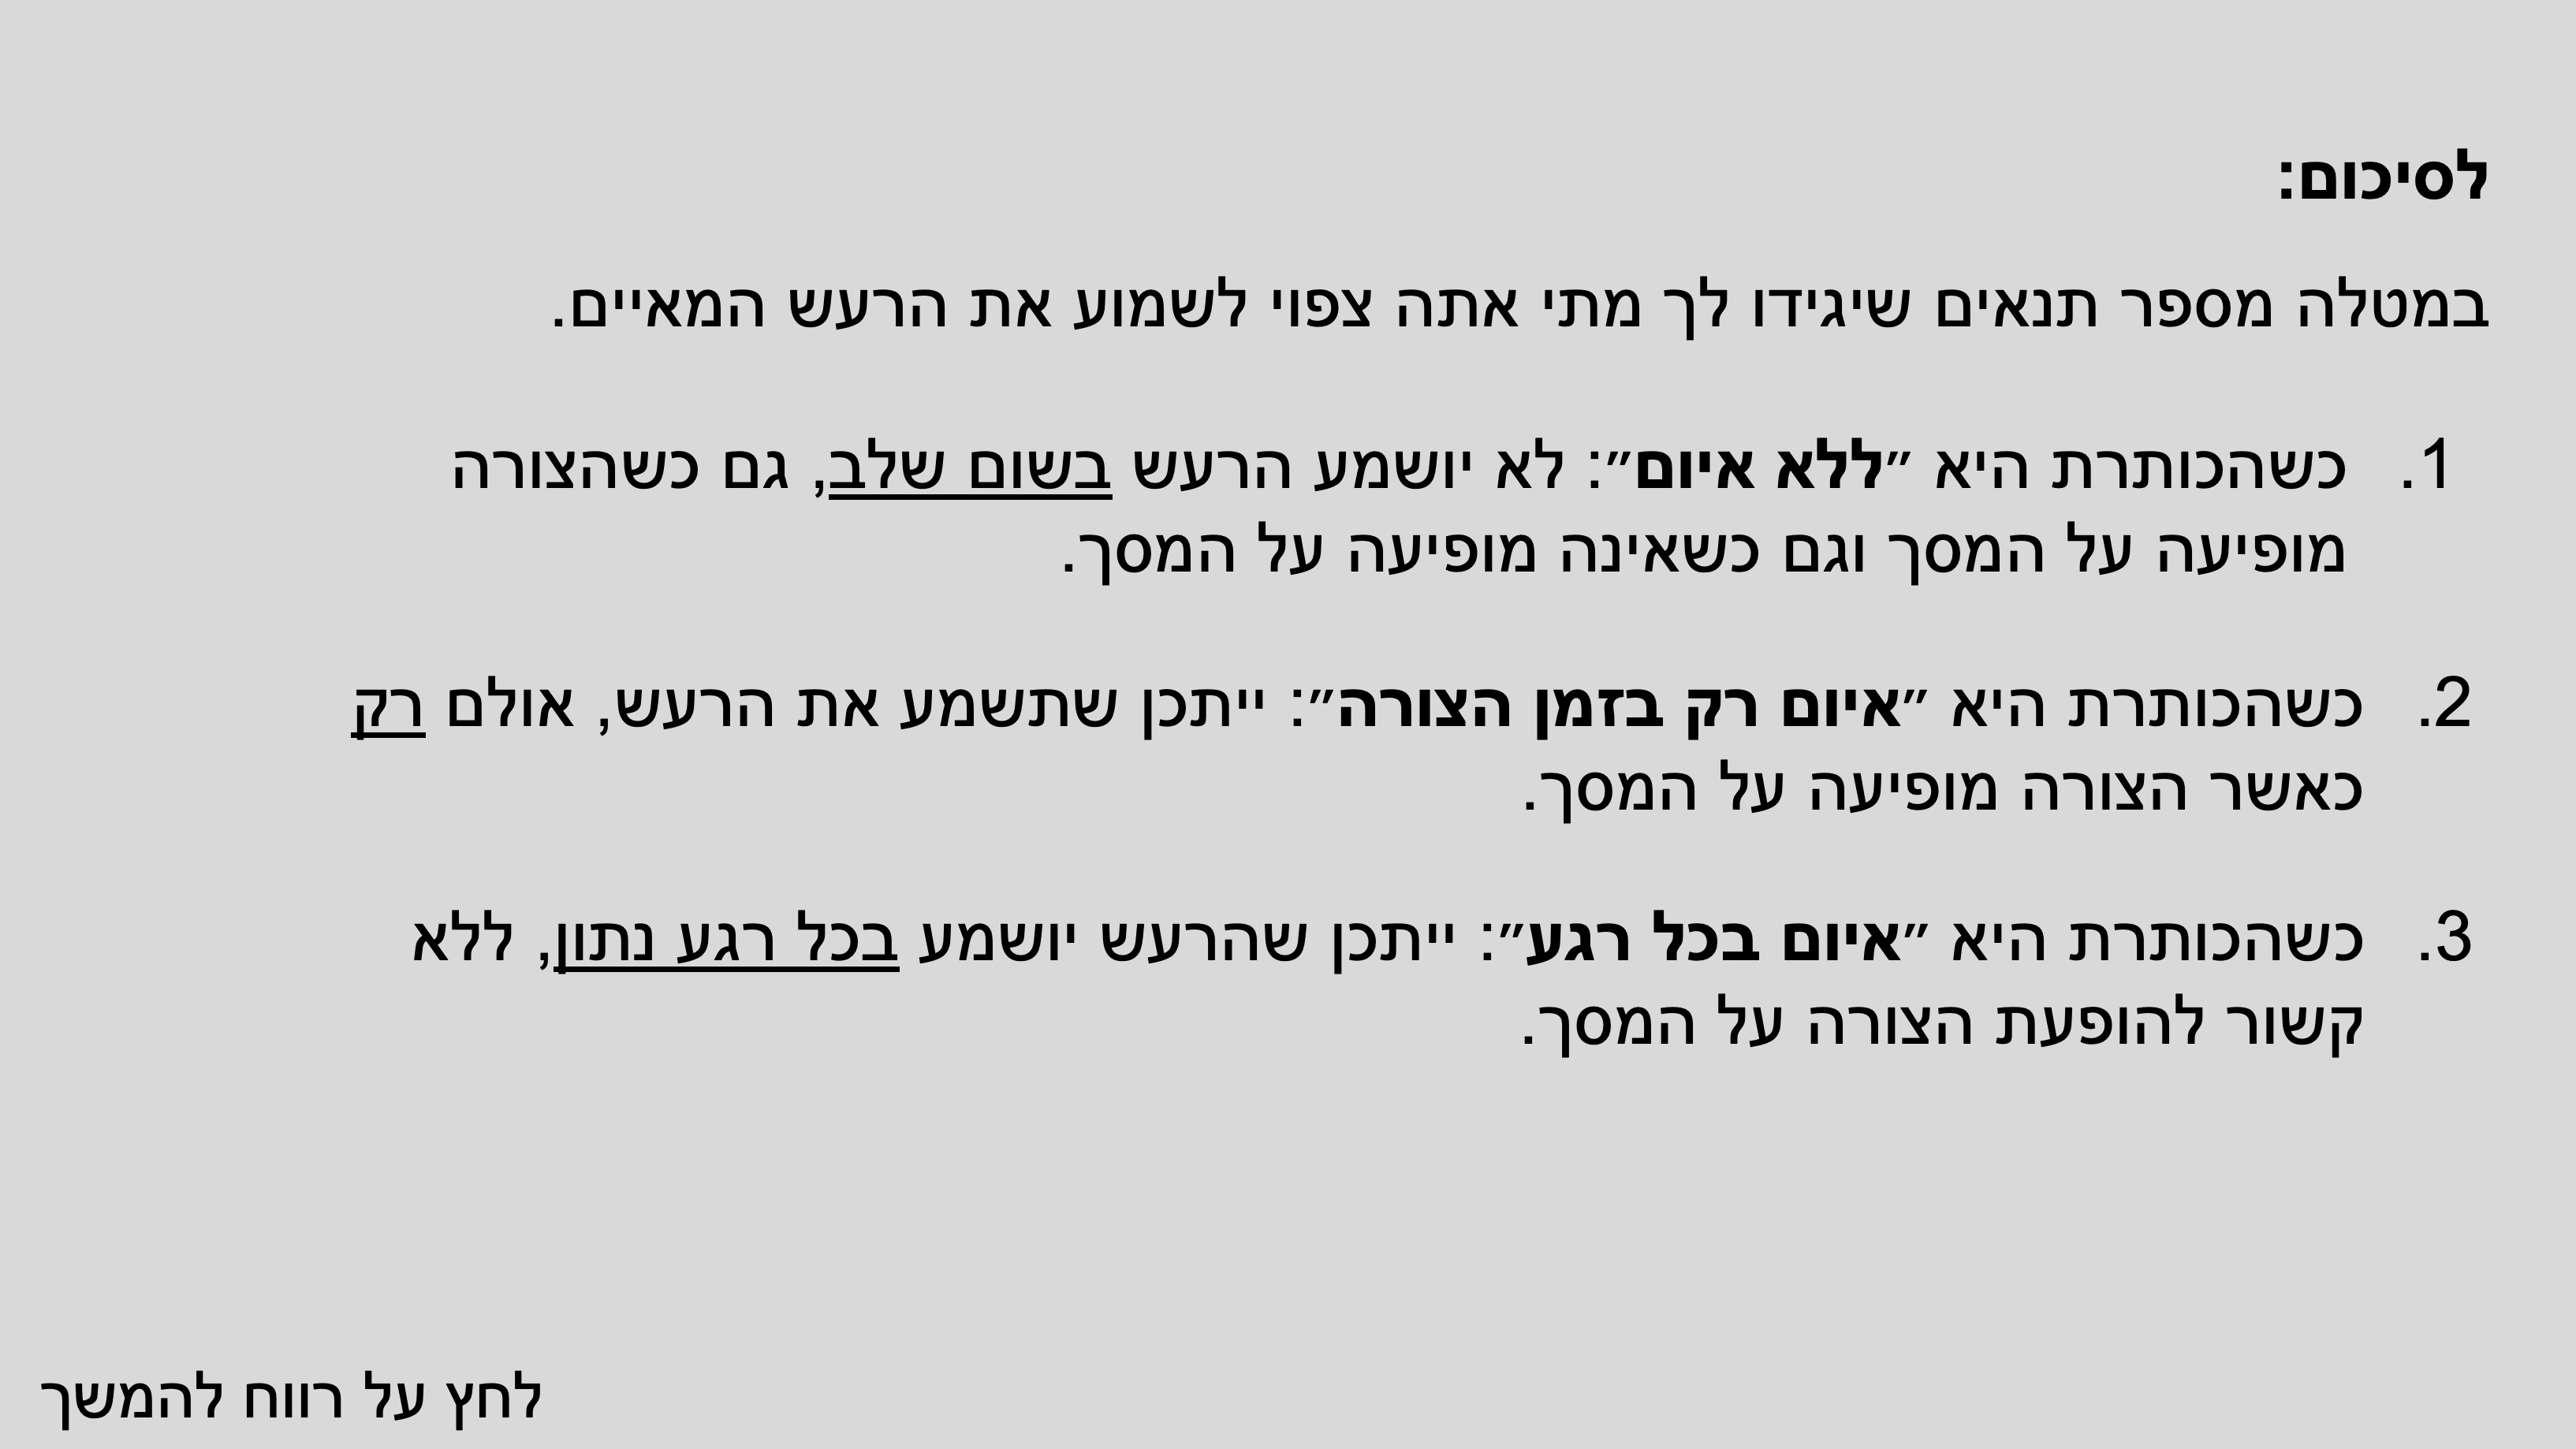 לסיכום:
במטלה מספר תנאים שיגידו לך מתי אתה צפוי לשמוע את הרעש המאיים.
1. כשהכותרת היא ״ללא איום״: לא יושמע הרעש בשום שלב, גם כשהצורה
מופיעה על המסך וגם כשאינה מופיעה על המסך.
2. כשהכותרת היא ״איום רק בזמן הצורה״: ייתכן שתשמע את הרעש, אולם רק
כאשר הצורה מופיעה על המסך.
3. כשהכותרת היא ״איום בכל רגע״: ייתכן שהרעש יושמע בכל רגע נתון, ללא
קשור להופעת הצורה על המסך.
לחץ על רווח להמשך